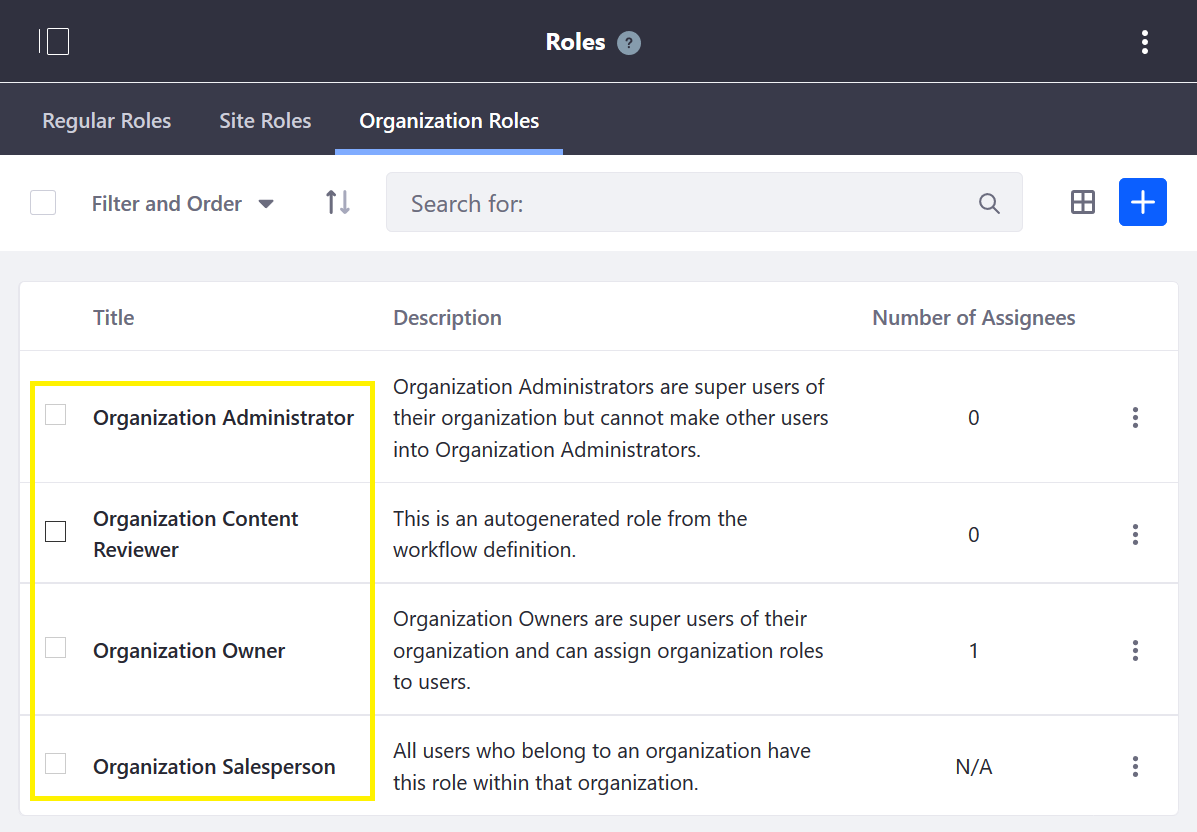 Roles ?
Regular Roles Site Roles Organization Roles
Filter and Order Search for:
Title Description Number of Assignees
Organization Administrators are super users of
Organization Administrator their organization but cannot make other users 0
into Organization Administrators.
Organization Content This is an autogenerated role from the
Reviewer workflow definition. 0
Organization Owners are super users of their
Organization Owner organization and can assign organization roles 1
to users.
All users who belong to an organization have
Organization Salesperson this role within that organization. N/A